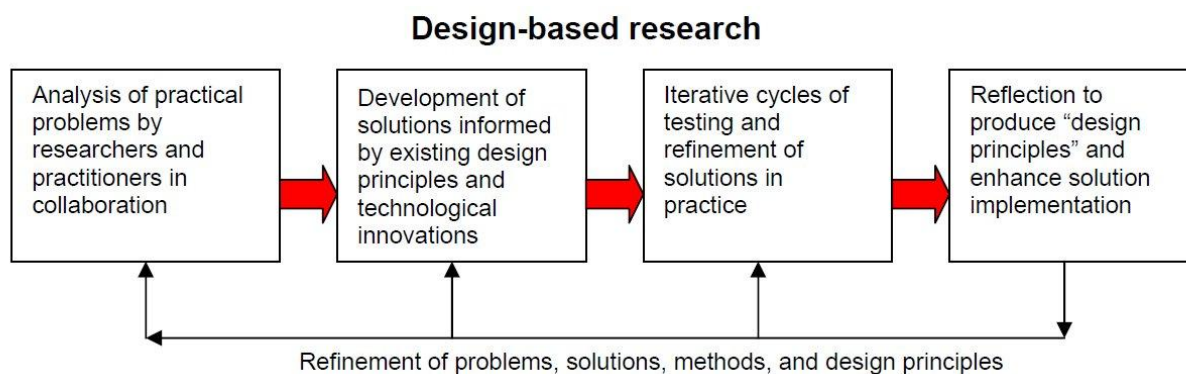 Design-based research
Analysis of practical
problems by
researchers and
practitioners in
collaboration
Development of
solutions informed
by existing design
principles and
technological
innovations
Iterative cycles of
testing and
refinement of
solutions in
practice
Reflection to
produce “design
principles” and
enhance solution
implementation
Refinement of problems, solutions, methods, and design principles